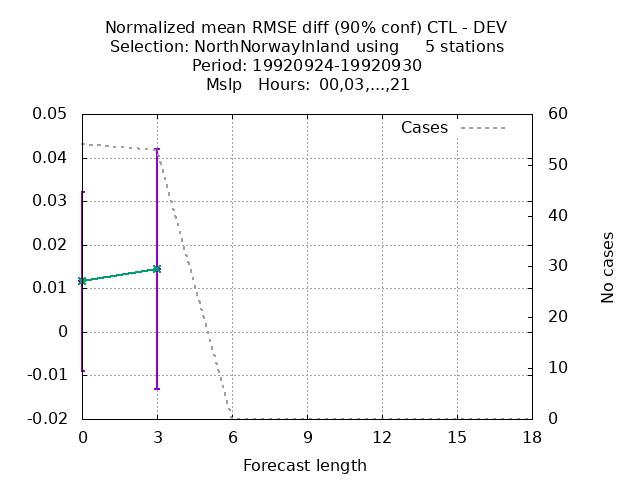 Normalized mean RMSE diff (90% conf) CTL - DEV
Selection: NorthNorwayInland using 5 stations
Period: 19920924-19920930
Mslp Hours: 00,03,...,21
Cases
0.05
0.04
0.03
0.02
0.01
0
-0.01
-0.02
60
50
40
30
20
10
0
No cases
0 3 6 9 12 15 18
Forecast length